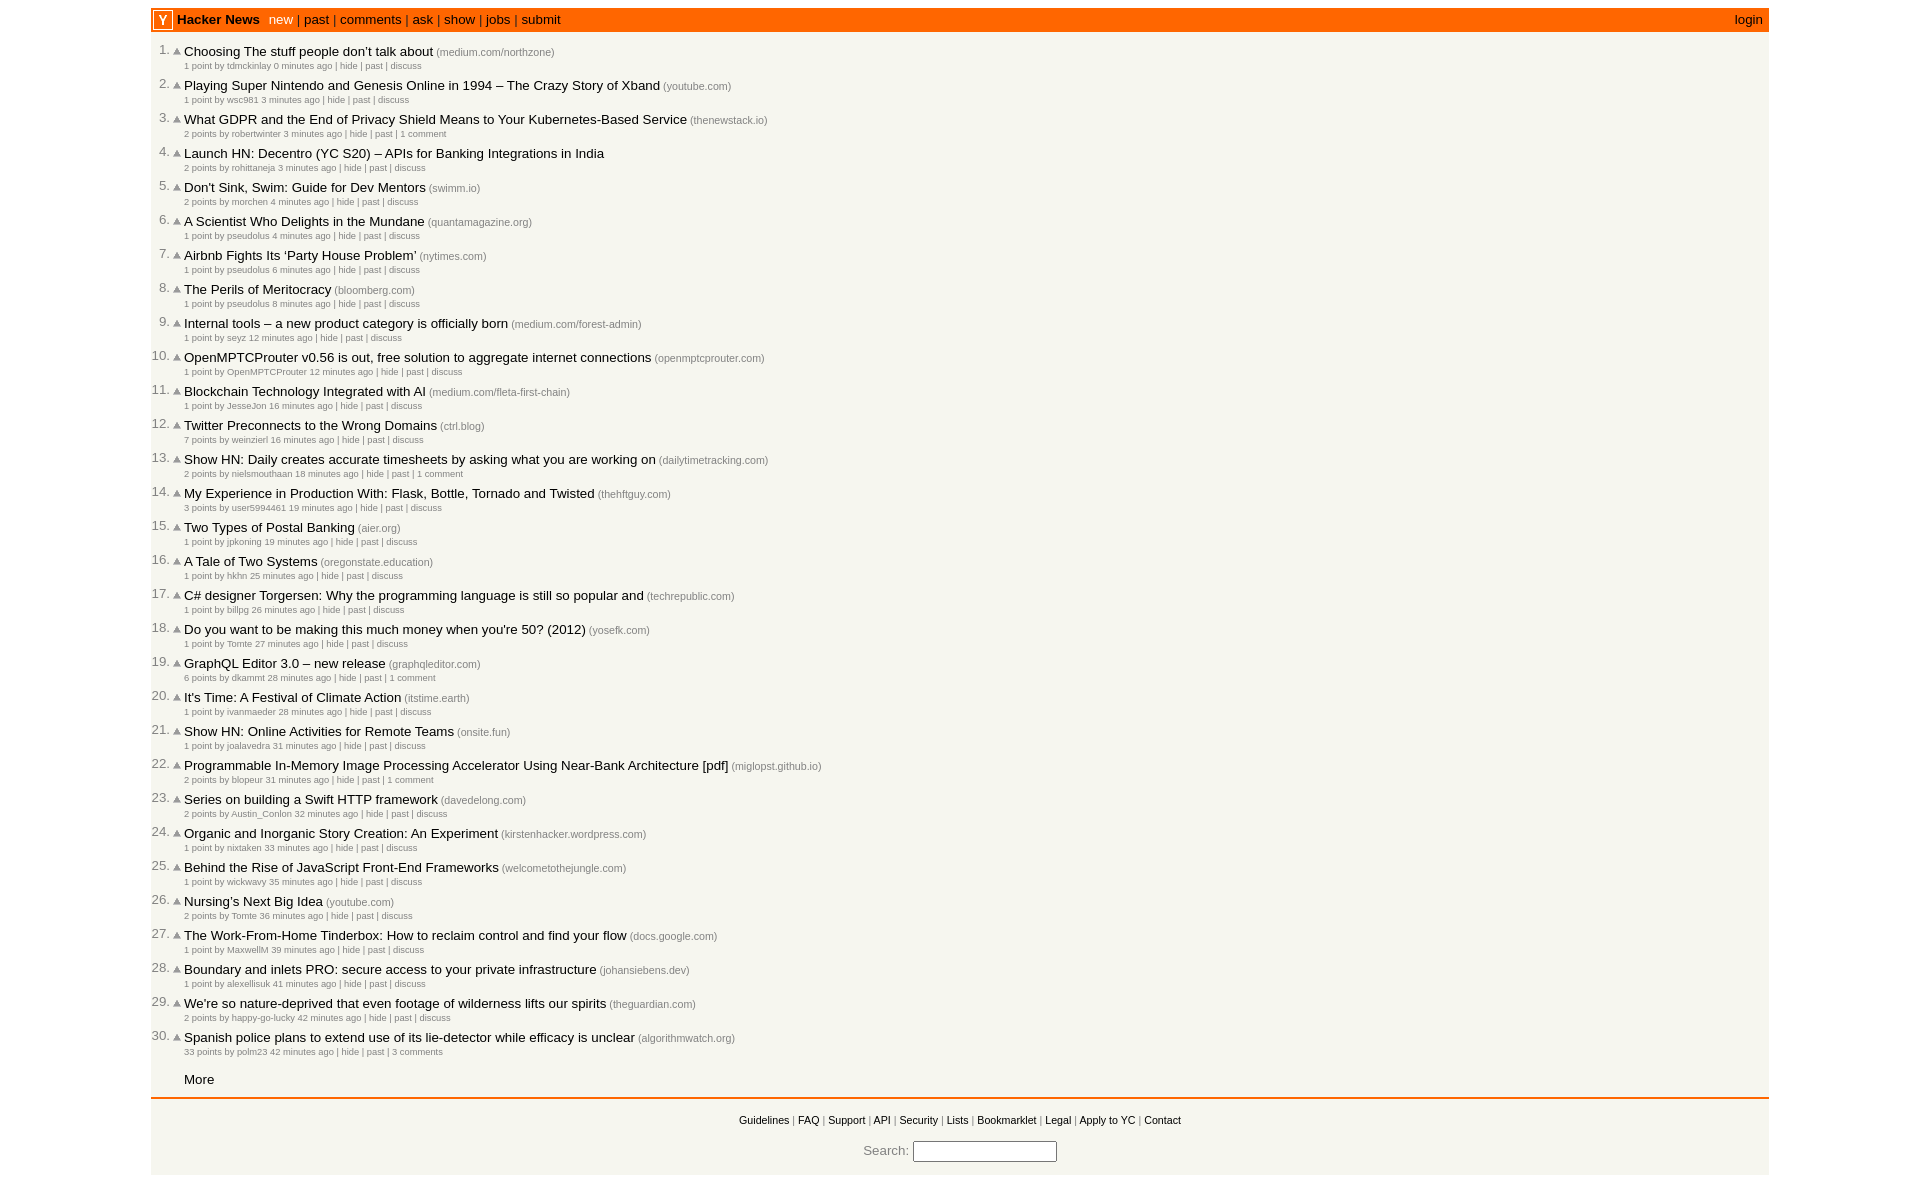 Y Hacker News new | past | comments | ask | show | jobs | submit login
1. Choosing The stuff people don't talk about (medium.com/northzone)
1 point by tdmckinlay 0 minutes ago | hide | past | discuss
2. Playing Super Nintendo and Genesis Online in 1994 – The Crazy Story of Xband (youtube.com)
1 point by wsc981 3 minutes ago | hide | past | discuss
3. What GDPR and the End of Privacy Shield Means to Your Kubernetes-Based Service (thenewstack.io)
2 points by robertwinter 3 minutes ago | hide | past | 1 comment
4. Launch HN: Decentro (YC S20) – APIs for Banking Integrations in India
2 points by rohittaneja 3 minutes ago | hide | past | discuss
5. Don't Sink, Swim: Guide for Dev Mentors (swimm.io)
2 points by morchen 4 minutes ago | hide | past | discuss
6. A Scientist Who Delights in the Mundane (quantamagazine.org)
1 point by pseudolus 4 minutes ago | hide | past | discuss
7. Airbnb Fights Its ‘Party House Problem’ (nytimes.com)
1 point by pseudolus 6 minutes ago | hide | past | discuss
8. The Perils of Meritocracy (bloomberg.com)
1 point by pseudolus 8 minutes ago | hide | past | discuss
9. Internal tools – a new product category is officially born (medium.com/forest-admin)
1 point by seyz 12 minutes ago | hide | past | discuss
10. OpenMPTCProuter v0.56 is out, free solution to aggregate internet connections (openmptcprouter.com)
1 point by OpenMPTCProuter 12 minutes ago | hide | past | discuss
11. Blockchain Technology Integrated with AI (medium.com/fleta-first-chain)
1 point by JesseJon 16 minutes ago | hide | past | discuss
12. Twitter Preconnects to the Wrong Domains (ctrl.blog)
7 points by weinzierl 16 minutes ago | hide | past | discuss
13. Show HN: Daily creates accurate timesheets by asking what you are working on (dailytimetracking.com)
2 points by nielsmouthaan 18 minutes ago | hide | past | 1 comment
14. My Experience in Production With: Flask, Bottle, Tornado and Twisted (thehftguy.com)
3 points by user5994461 19 minutes ago | hide | past | discuss
15. Two Types of Postal Banking (aier.org)
1 point by jpkoning 19 minutes ago | hide | past | discuss
16. A Tale of Two Systems (oregonstate.education)
1 point by hkhn 25 minutes ago | hide | past | discuss
17. C# designer Torgersen: Why the programming language is still so popular and (techrepublic.com)
1 point by billpg 26 minutes ago | hide | past | discuss
18. Do you want to be making this much money when you're 50? (2012) (yosefk.com)
1 point by Tomte 27 minutes ago | hide | past | discuss
19. GraphQL Editor 3.0 – new release (graphqleditor.com)
6 points by dkammt 28 minutes ago | hide | past | 1 comment
20. It's Time: A Festival of Climate Action (itstime.earth)
1 point by ivanmaeder 28 minutes ago | hide | past | discuss
21. Show HN: Online Activities for Remote Teams (onsite.fun)
1 point by joalavedra 31 minutes ago | hide | past | discuss
22. Programmable In-Memory Image Processing Accelerator Using Near-Bank Architecture [pdf] (miglopst.github.io)
2 points by blopeur 31 minutes ago | hide | past | 1 comment
23. Series on building a Swift HTTP framework (davedelong.com)
2 points by Austin_Conlon 32 minutes ago | hide | past | discuss
24. Organic and Inorganic Story Creation: An Experiment (kirstenhacker.wordpress.com)
1 point by nixtaken 33 minutes ago | hide | past | discuss
25. Behind the Rise of JavaScript Front-End Frameworks (welcometothejungle.com)
1 point by wickwavy 35 minutes ago | hide | past | discuss
26. Nursing’s Next Big Idea (youtube.com)
2 points by Tomte 36 minutes ago | hide | past | discuss
27. The Work-From-Home Tinderbox: How to reclaim control and find your flow (docs.google.com)
1 point by MaxwellM 39 minutes ago | hide | past | discuss
28. Boundary and inlets PRO: secure access to your private infrastructure (johansiebens.dev)
1 point by alexellisuk 41 minutes ago | hide | past | discuss
29. We're so nature-deprived that even footage of wilderness lifts our spirits (theguardian.com)
2 points by happy-go-lucky 42 minutes ago | hide | past | discuss
30. Spanish police plans to extend use of its lie-detector while efficacy is unclear (algorithmwatch.org)
33 points by polm23 42 minutes ago | hide | past | 3 comments
More
Guidelines | FAQ | Support | API | Security | Lists | Bookmarklet | Legal | Apply to YC | Contact
Search: